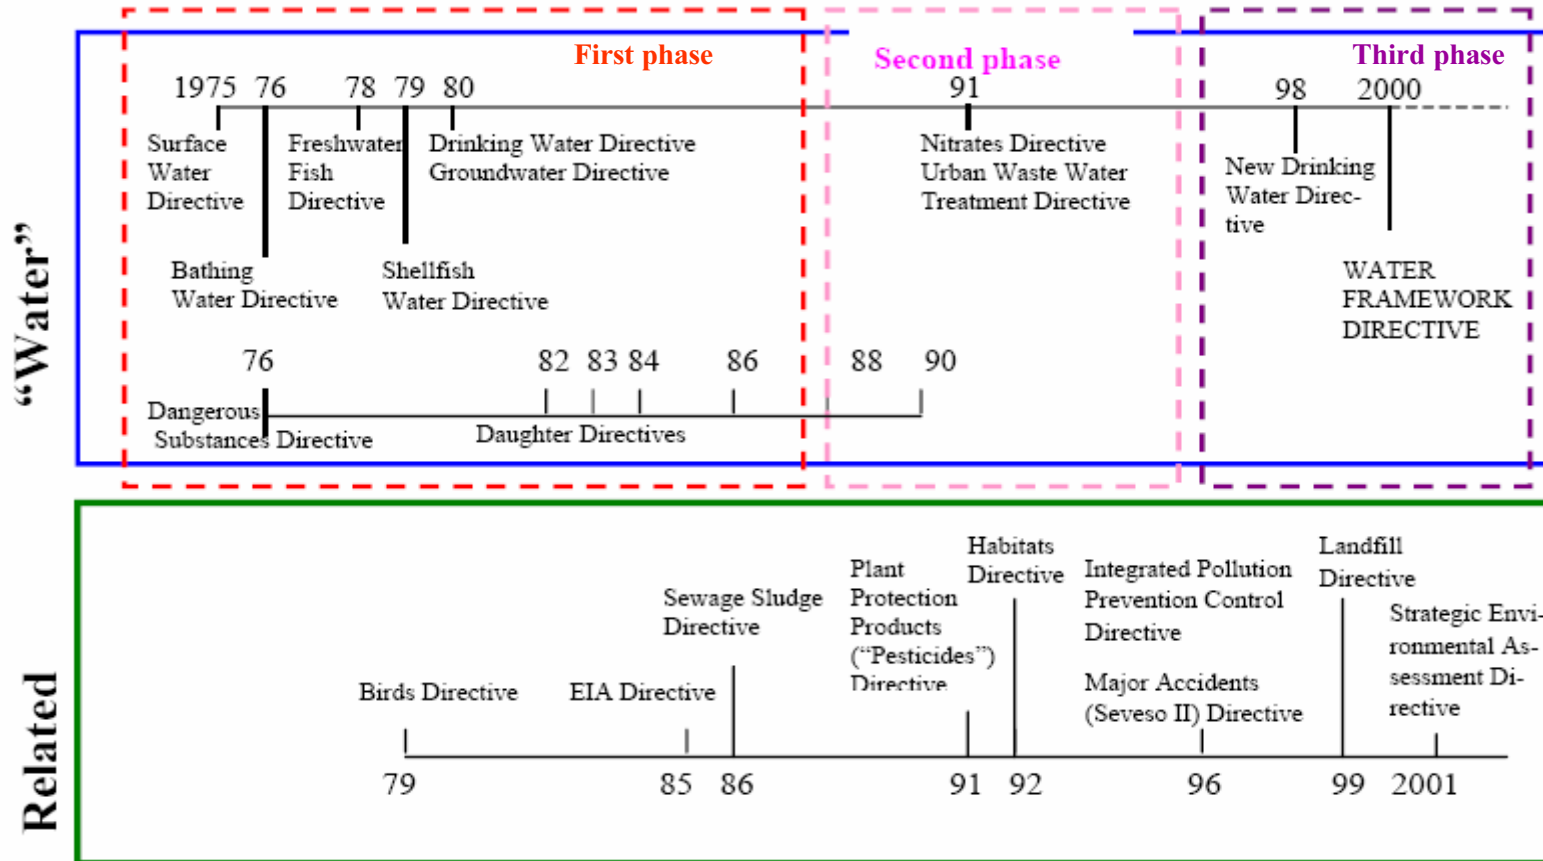 First phase
Second phase
Third phase
1975 76 78 79 80 91 98 2000
Surface
Water
Directive
Freshwater
Fish
Directive
Drinking Water Directive
Groundwater Directive
Nitrates Directive
Urban Waste Water
Treatment Directive
New Drinking
Water Direc-
tive
Bathing
Water Directive
Shellfish
Water Directive
WATER
FRAMEWORK
DIRECTIVE
“Water”
76 82 83 84 86 88 90
Dangerous
Substances Directive
Daughter Directives
Related
Birds Directive
EIA Directive
Sewage Sludge
Directive
Plant
Protection
Products
(“Pesticides”)
Directive
Habitats
Directive
Integrated Pollution
Prevention Control
Directive
Major Accidents
(Seveso II) Directive
Landfill
Directive
Strategic Envi-
ronmental As-
sessment Di-
rective
79 85 86 91 92 96 99 2001